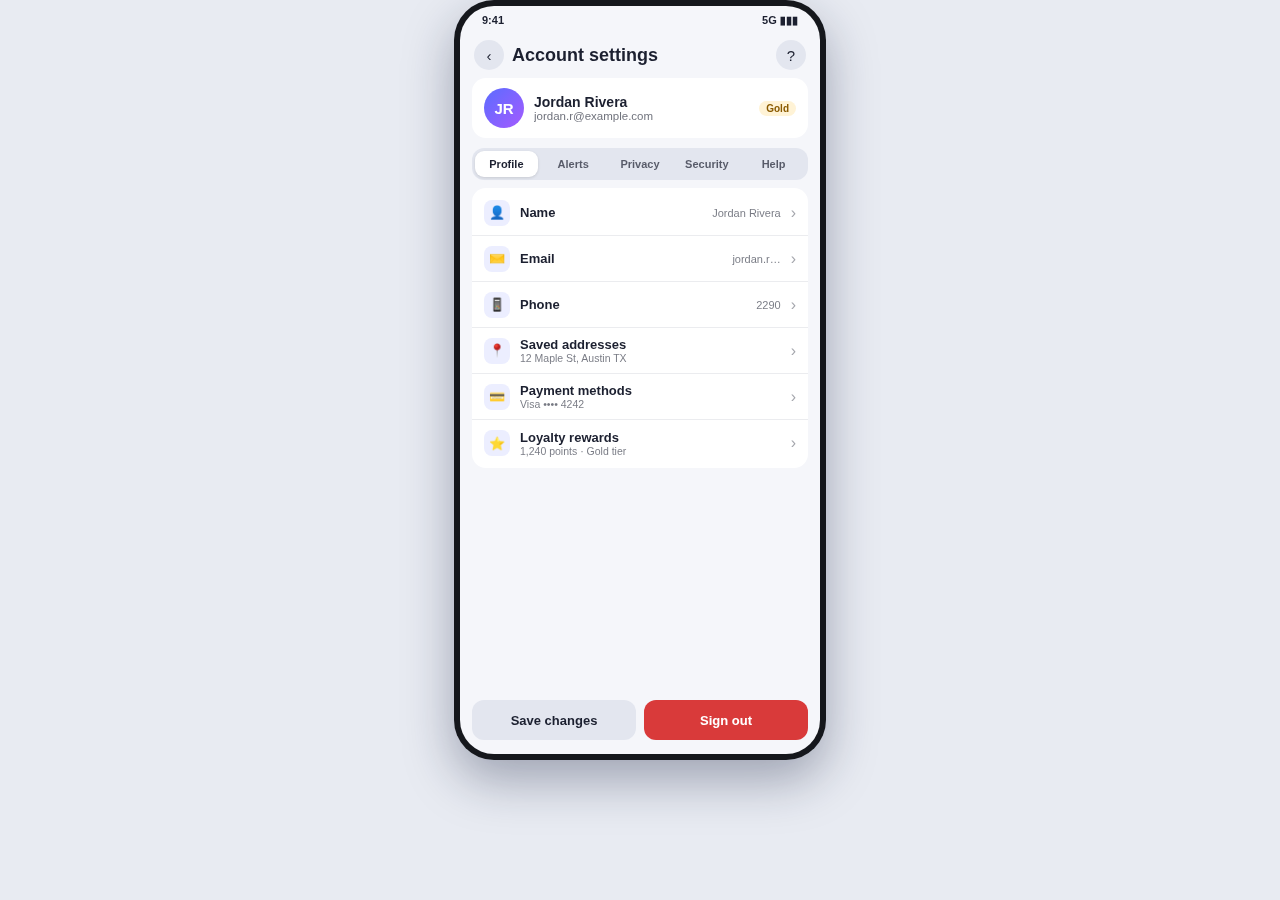 9:41 5G
‹ Account settings ?
JR Jordan Rivera
jordan.r@example.com
Gold
Profile Alerts Privacy Security Help
Name Jordan Rivera ›
Email jordan.r… ›
Phone 2290 ›
Saved addresses ›
12 Maple St, Austin TX
Payment methods ›
Visa •••• 4242
Loyalty rewards ›
1,240 points · Gold tier
Save changes Sign out